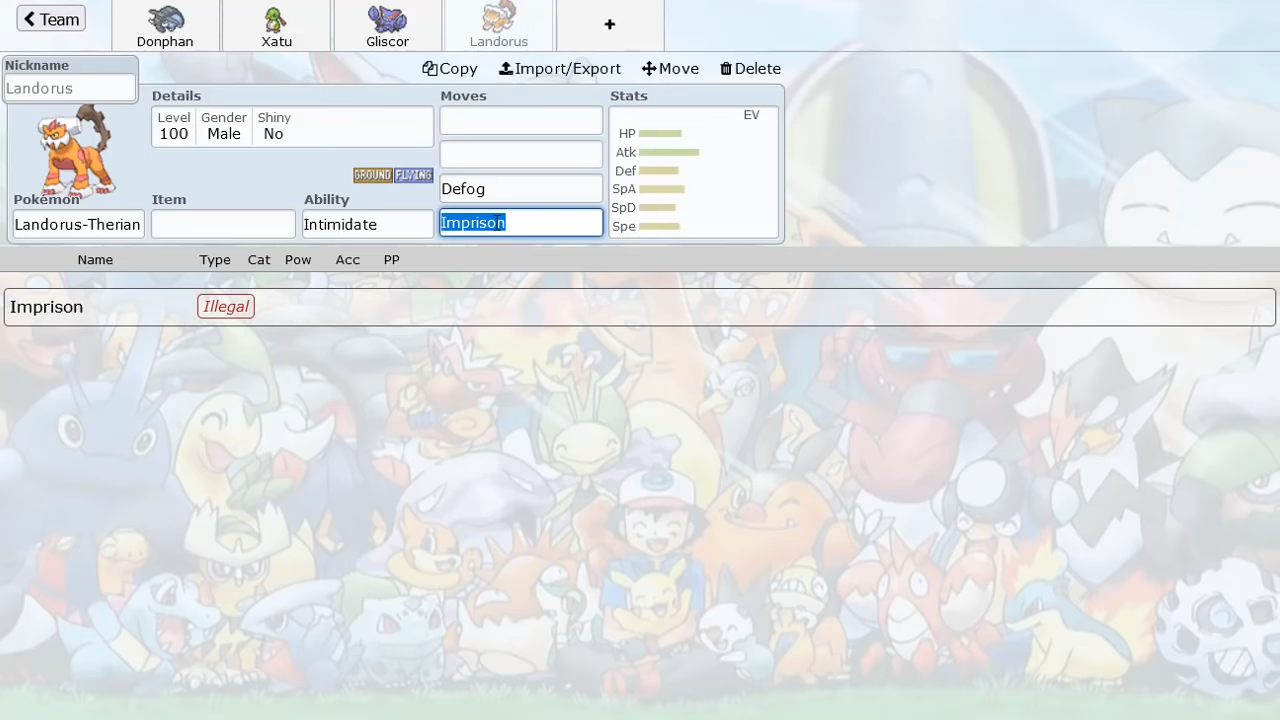 Team
Donphan
Xatu
Gliscor
Landorus
+
Copy
Import/Export
Move
Delete
Nickname
Landorus
Details
Level
100
Gender
Male
Shiny
No
GROUND
FLYING
Pokémon
Landorus-Therian
Item
Ability
Intimidate
Moves
Defog
Imprison
Stats
EV
HP
Atk
Def
SpA
SpD
Spe
Name Type Cat Pow Acc PP
Imprison Illegal